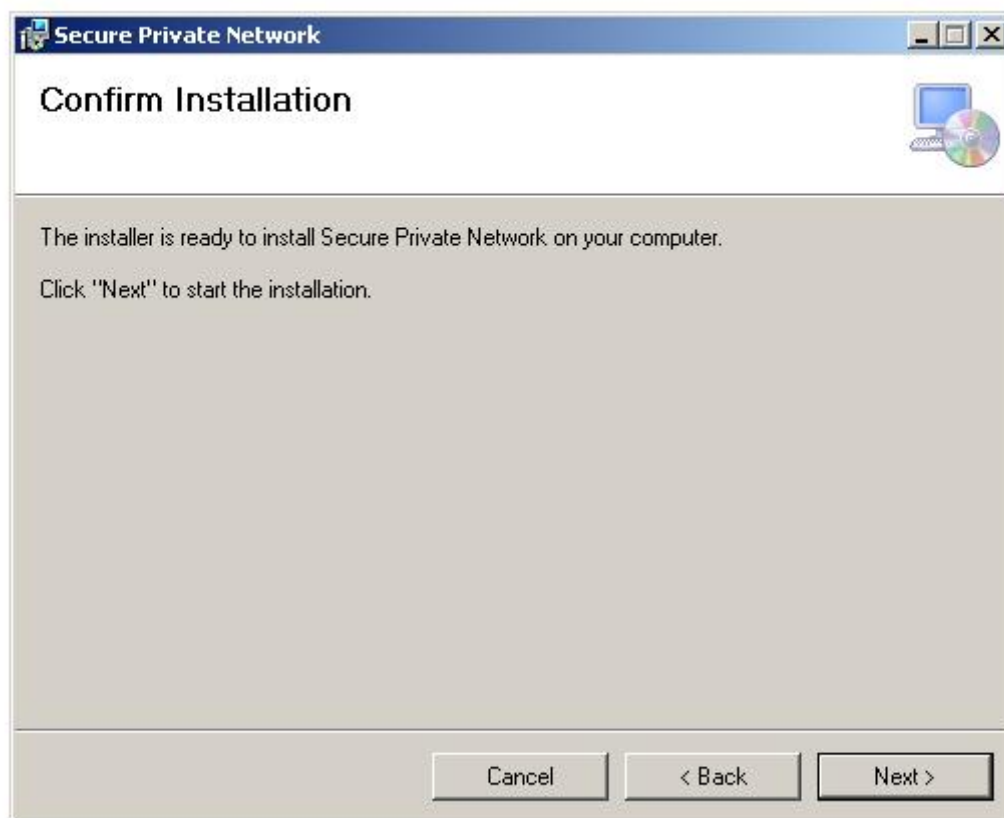 Secure Private Network
Confirm Installation
The installer is ready to install Secure Private Network on your computer.
Click "Next" to start the installation.
Cancel
< Back
Next >